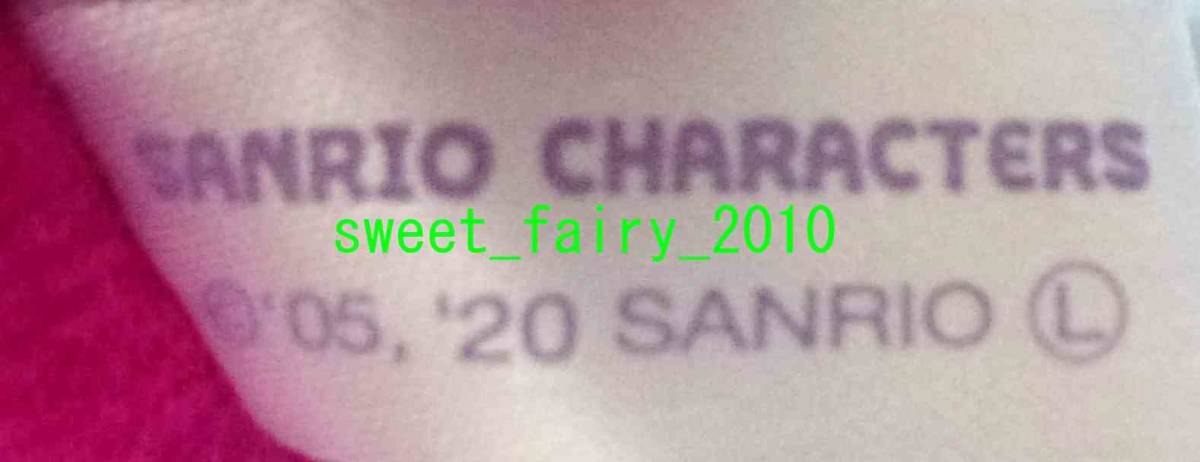 SANRIO CHARACTERS
sweet_fairy_2010
©'05, '20 SANRIO Ⓛ